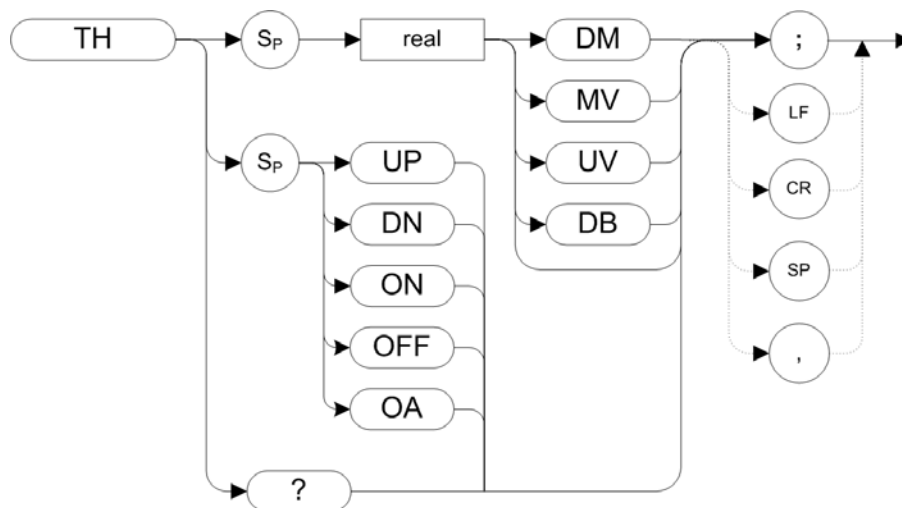 TH SP real DM ;
MV LF
SP UP UV CR
DN DB SP
ON
OFF ,
OA
?